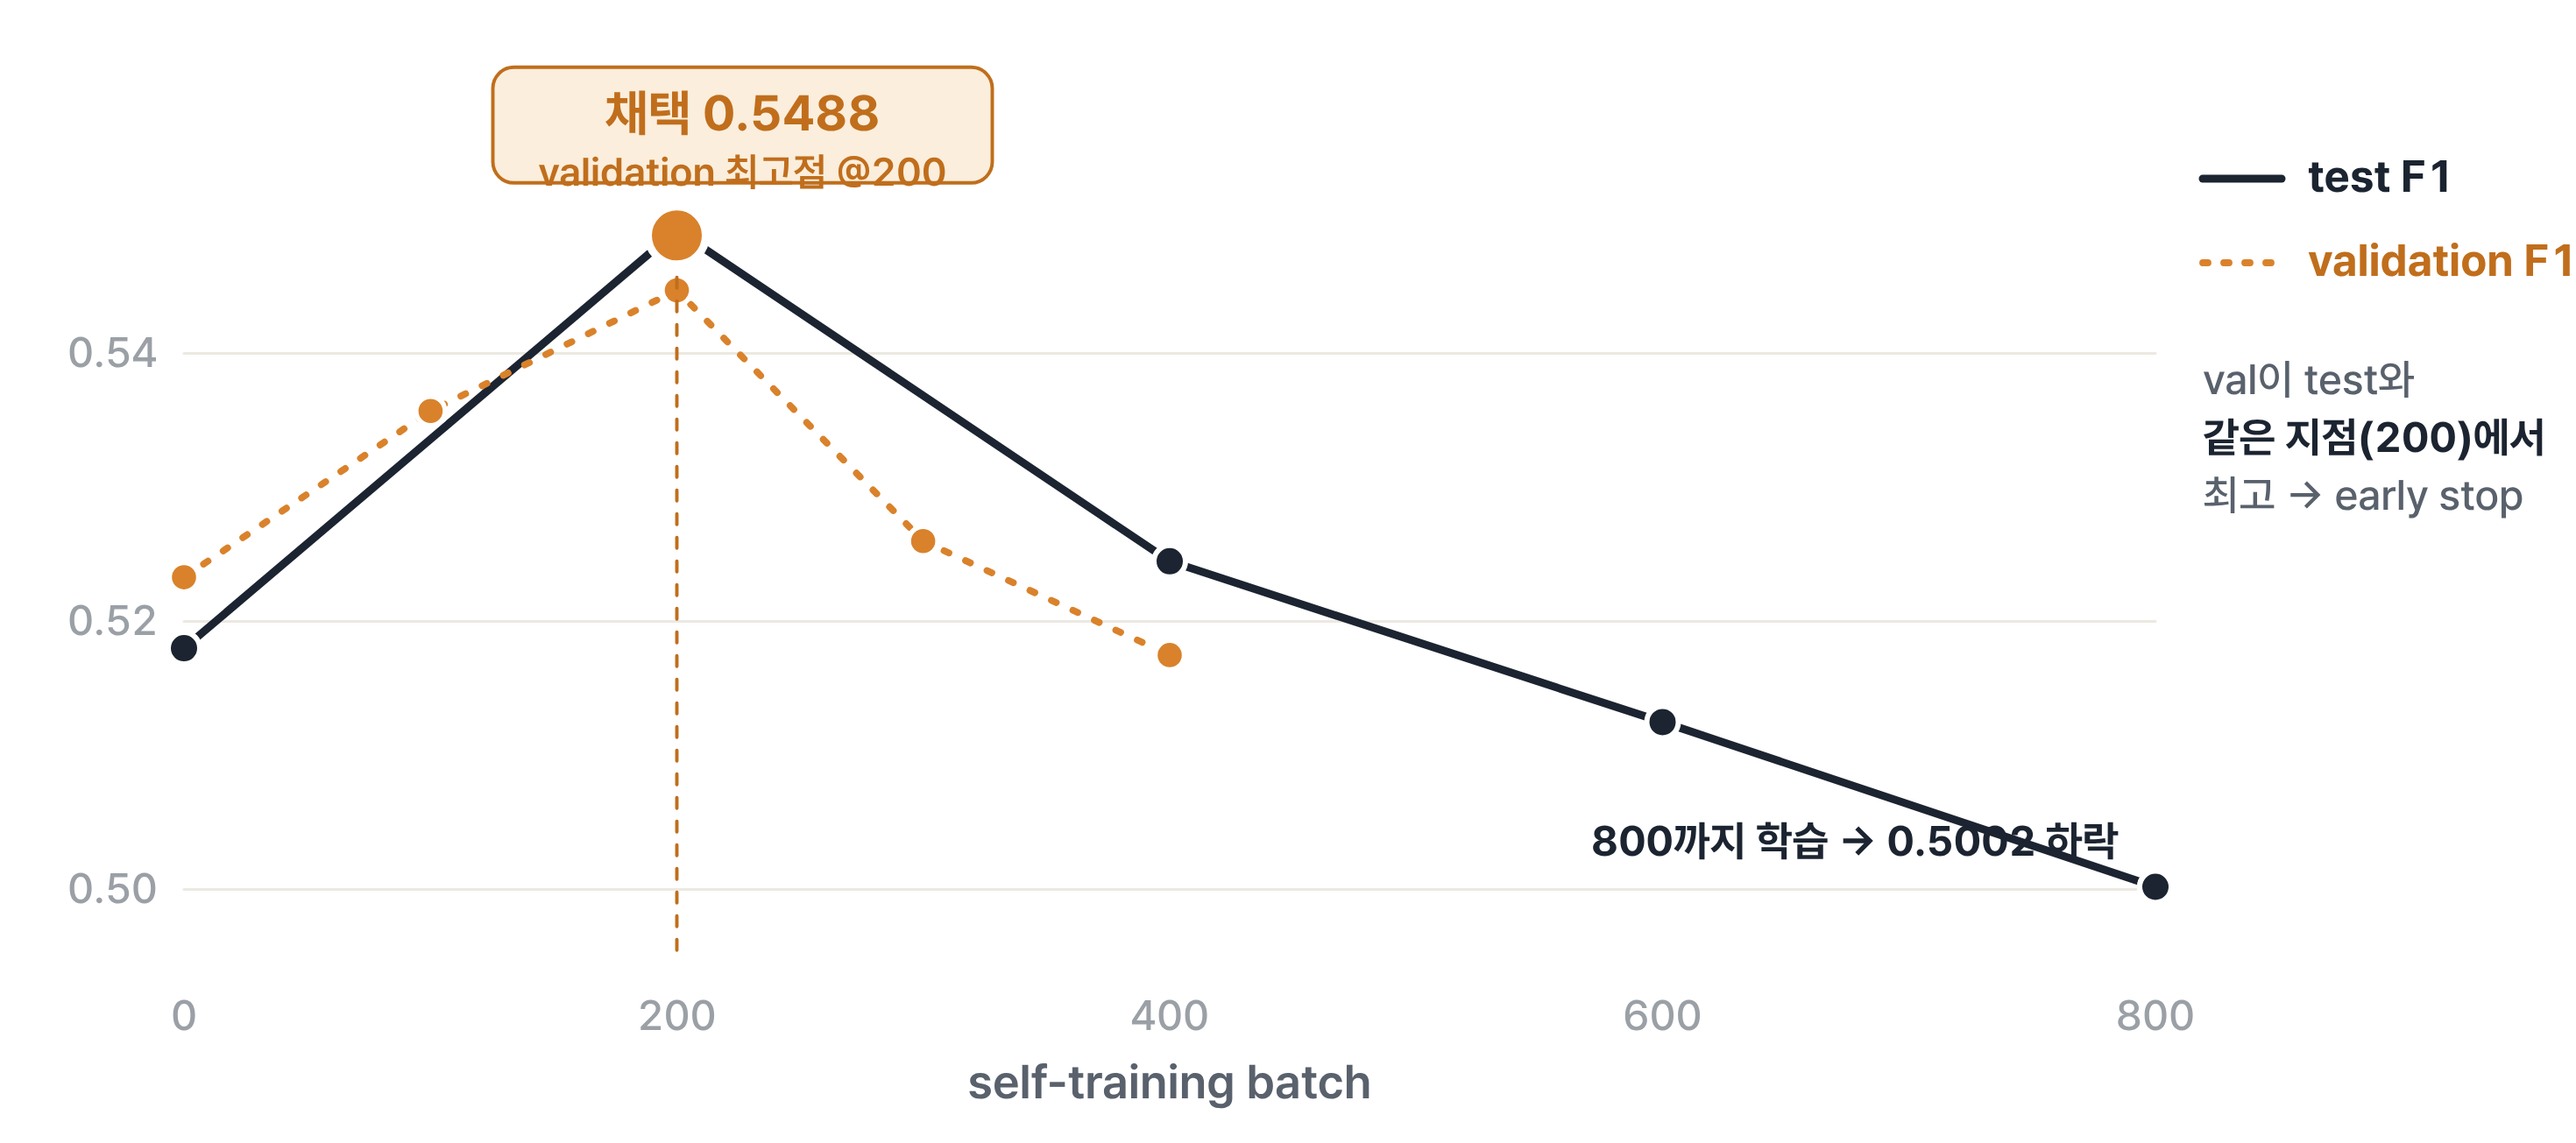 채택 0.5488
validation 최고점 @200
test F1
validation F1
0.54
val이 test와
같은 지점(200)에서
최고 → early stop
0.52
800까지 학습 → 0.5002 하락
0.50
0
200
400
600
800
self-training batch